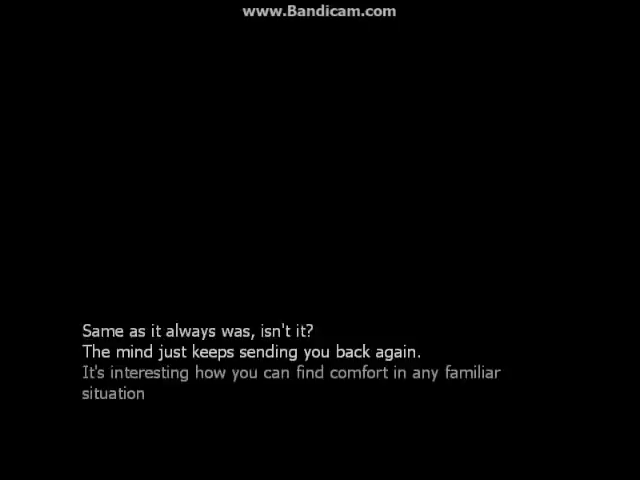 www.Bandicam.com
Same as it always was, isn't it?
The mind just keeps sending you back again.
It's interesting how you can find comfort in any familiar
situation